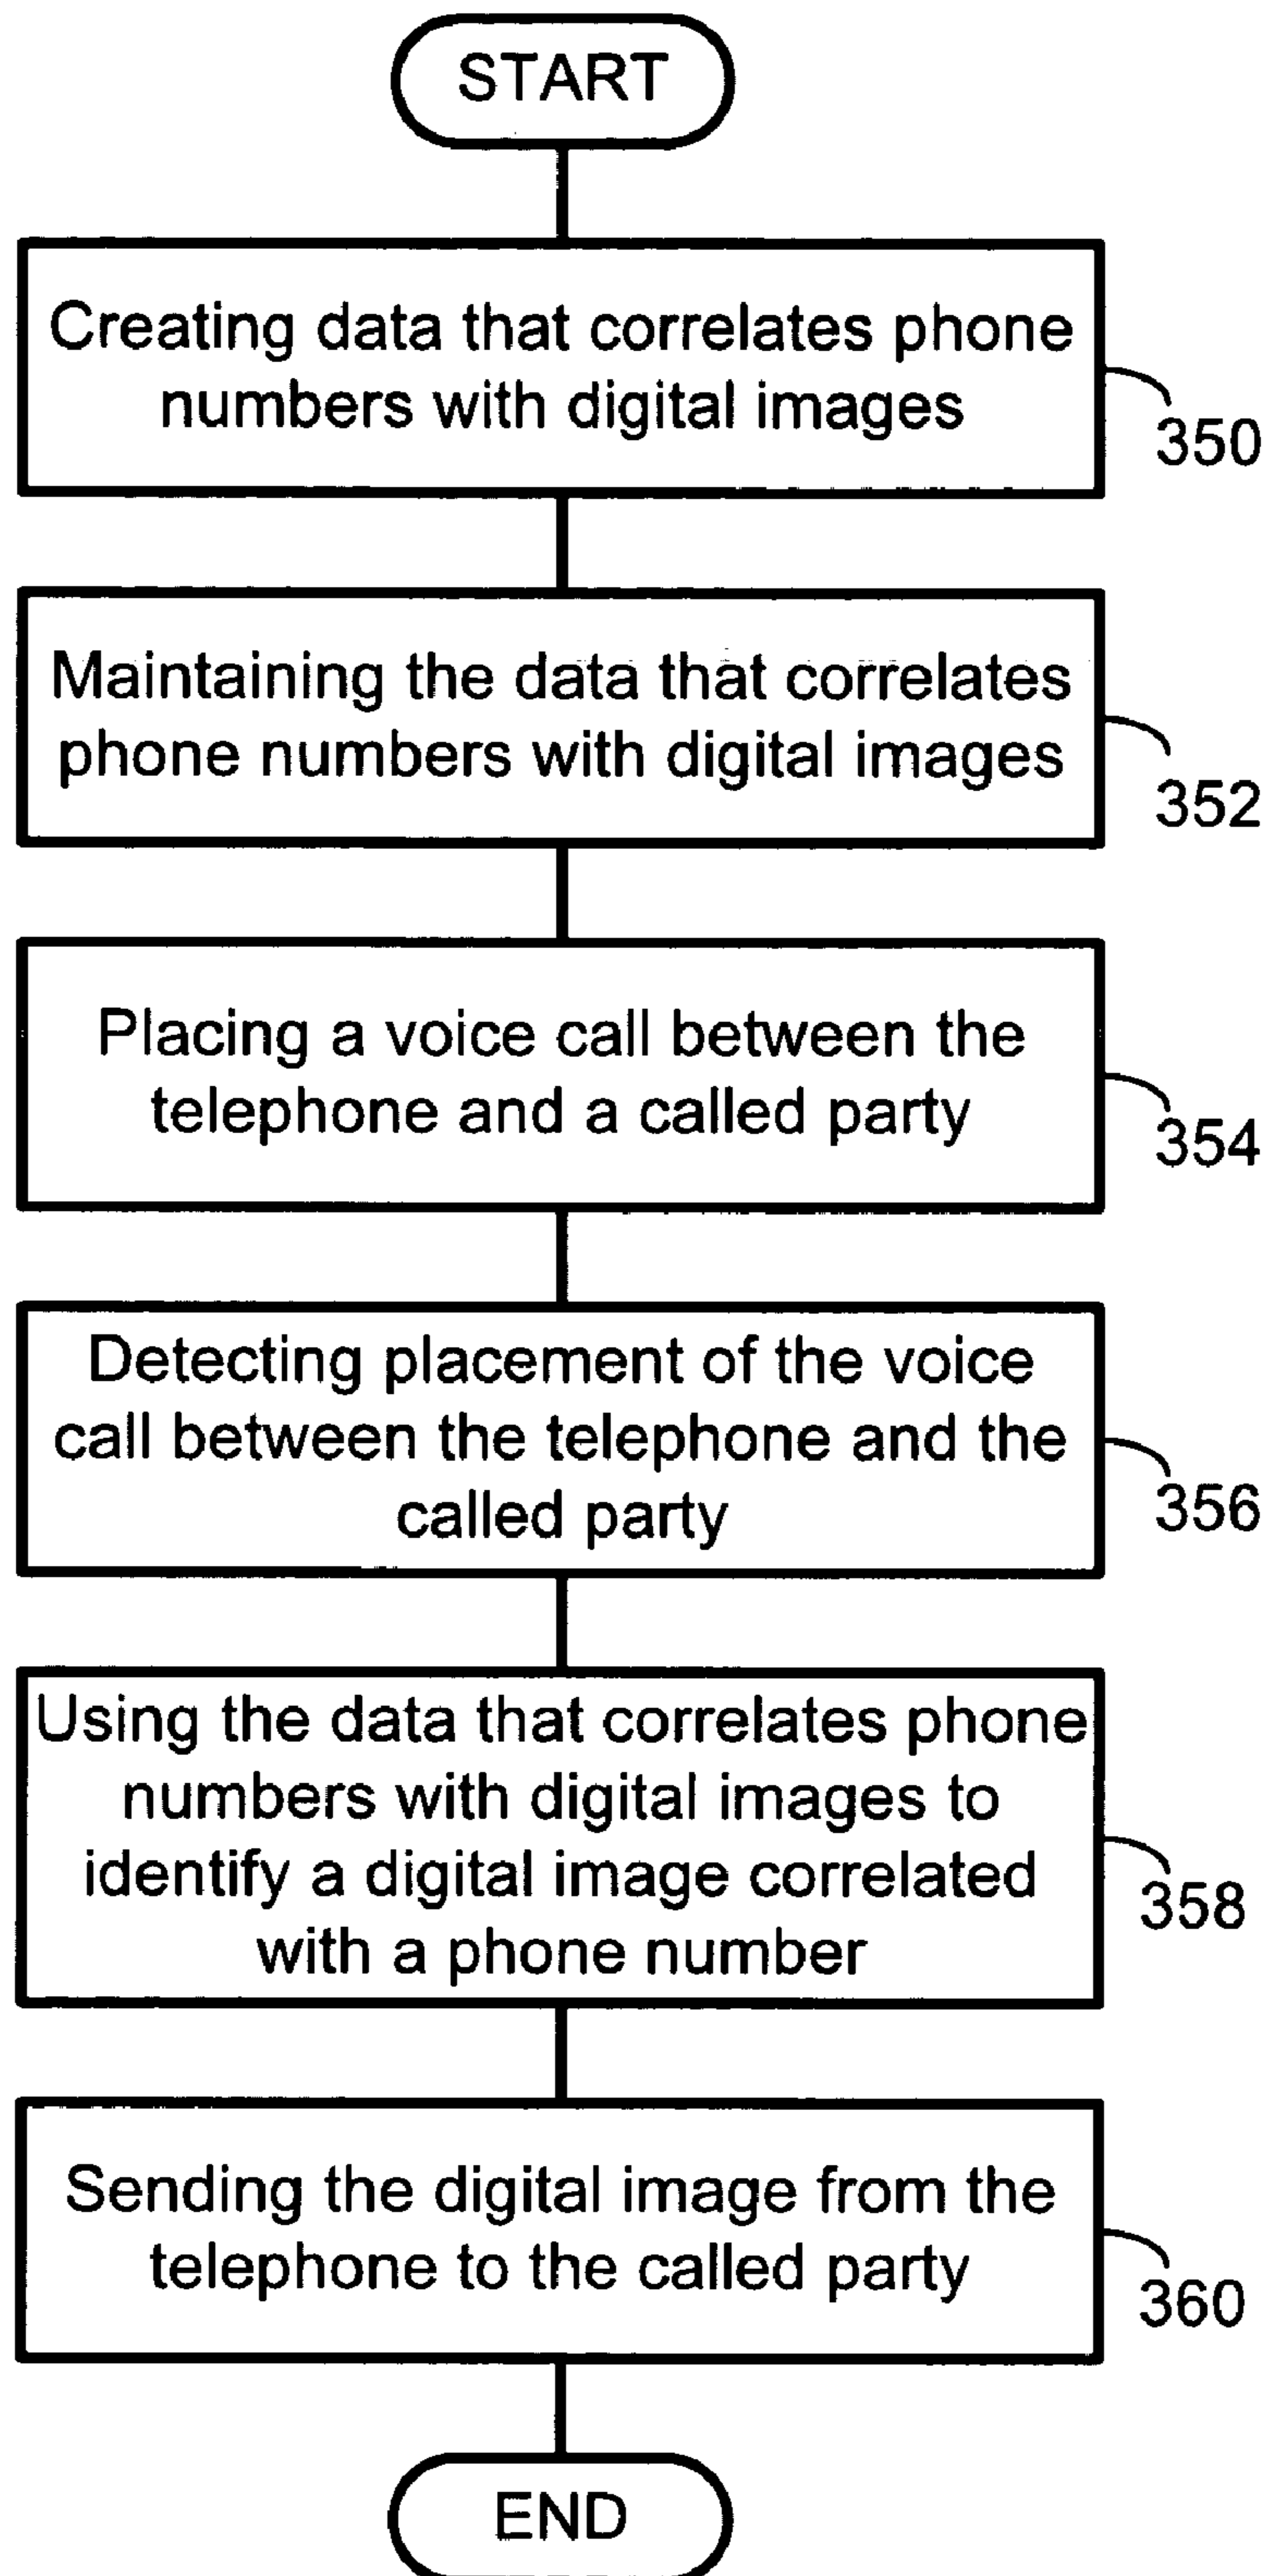 START
Creating data that correlates phone
numbers with digital images
350
Maintaining the data that correlates
phone numbers with digital images
352
Placing a voice call between the
telephone and a called party
354
Detecting placement of the voice
call between the telephone and the
called party
356
Using the data that correlates phone
numbers with digital images to
identify a digital image correlated
with a phone number
358
Sending the digital image from the
telephone to the called party
360
END